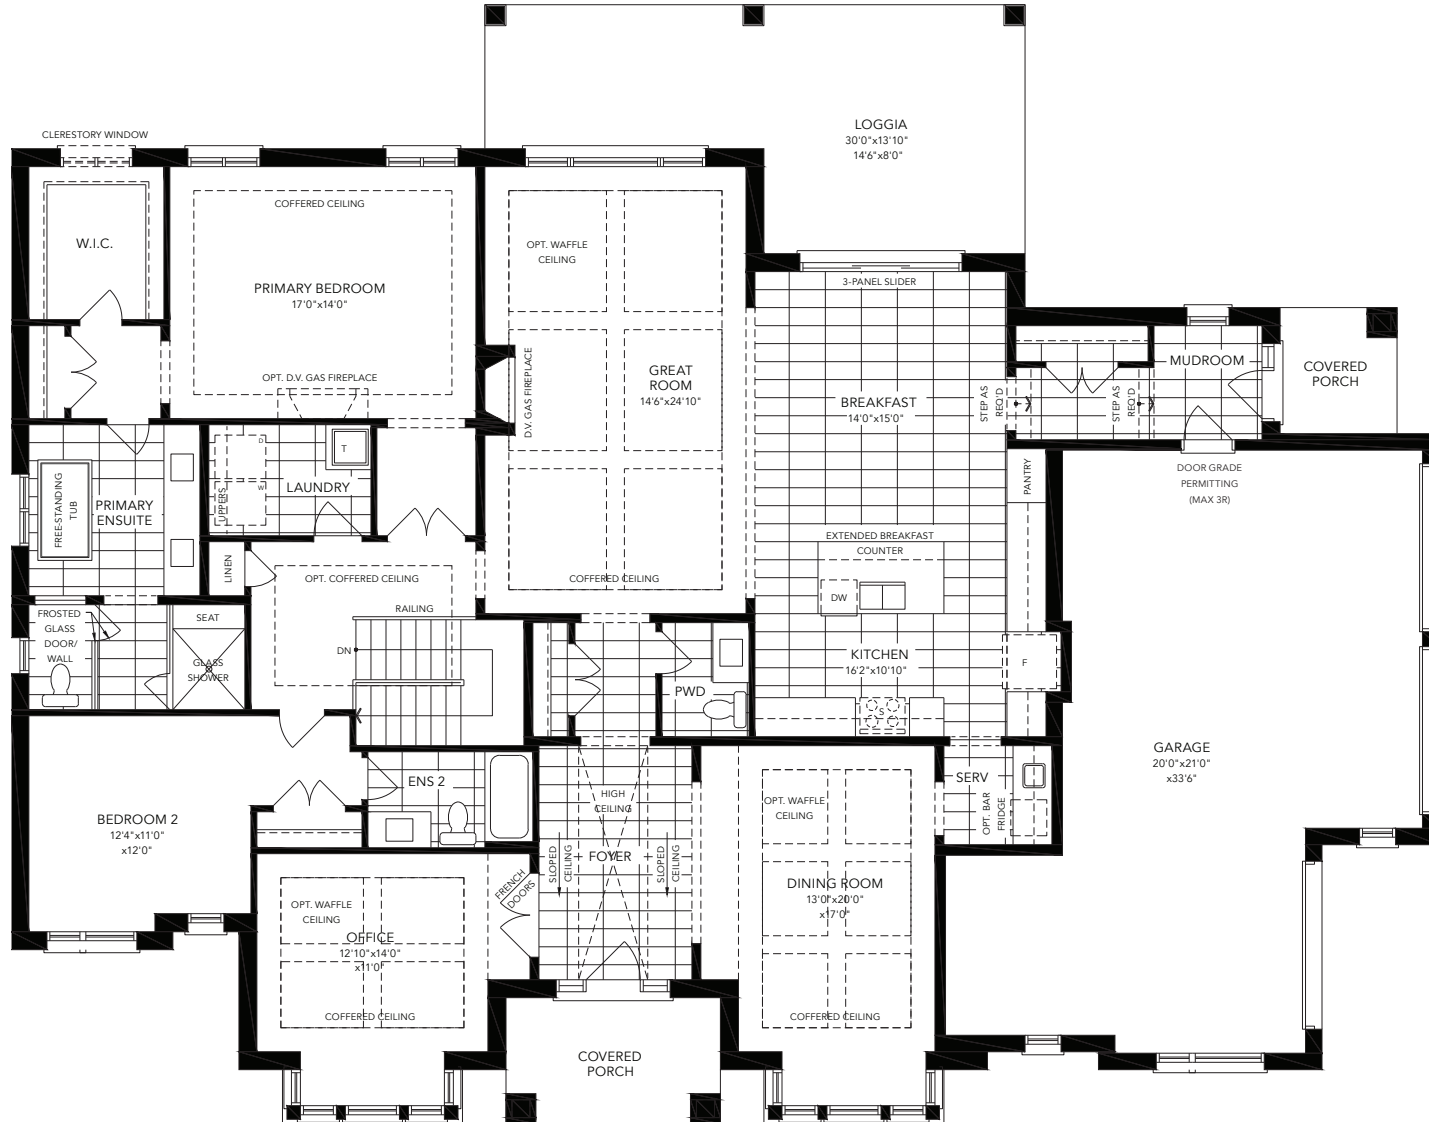 LOGGIA
30'0"x13'10"
14'6"x8'0"
CLERESTORY WINDOW
COFFERED CEILING
W.I.C.
OPT. WAFFLE
CEILING
PRIMARY BEDROOM
17'0"x14'0"
3-PANEL SLIDER
OPT. D.V. GAS FIREPLACE
D.V. GAS FIREPLACE
GREAT
ROOM
14'6"x24'10"
BREAKFAST
14'0"x15'0"
STEP AS
REQ'D
STEP AS
REQ'D
MUDROOM
COVERED
PORCH
D
T
W
UPPERS
LAUNDRY
FREE-STANDING
TUB
PRIMARY
ENSUITE
PANTRY
DOOR GRADE
PERMITTING
(MAX 3R)
EXTENDED BREAKFAST
COUNTER
LINEN
OPT. COFFERED CEILING
COFFERED CEILING
DW
RAILING
FROSTED
GLASS
DOOR/
WALL
SEAT
GLASS
SHOWER
DN
KITCHEN
16'2"x10'10"
F
PWD
S
GARAGE
20'0"x21'0"
x33'6"
ENS 2
HIGH
CEILING
OPT. WAFFLE
CEILING
SERV
OPT. BAR
FRIDGE
BEDROOM 2
12'4"x11'0"
x12'0"
SLOPED
CEILING
FOYER
SLOPED
CEILING
FRENCH
DOORS
DINING ROOM
13'0"x20'0"
x17'0"
OPT. WAFFLE
CEILING
OFFICE
12'10"x14'0"
x11'0"
COFFERED CEILING
COFFERED CEILING
COVERED
PORCH